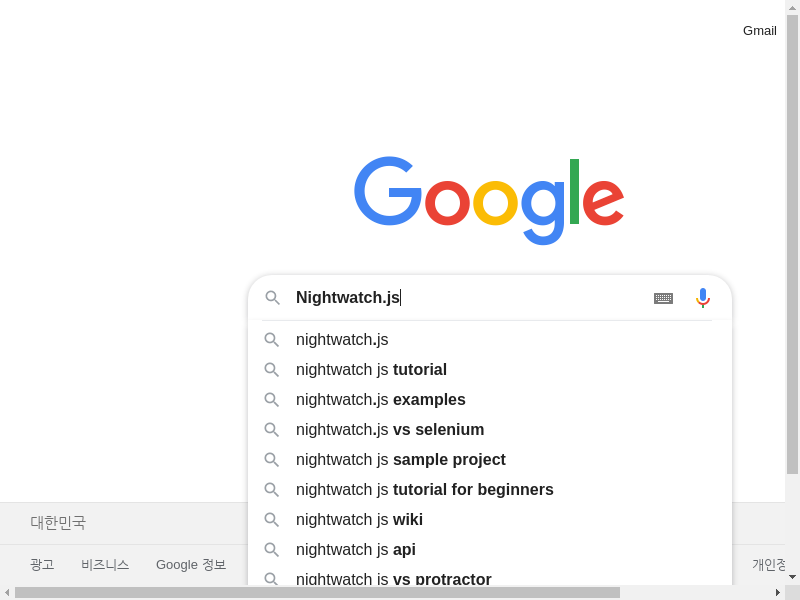 Gmail
Google
Nightwatch.js
nightwatch.js
nightwatch js tutorial
nightwatch.js examples
nightwatch.js vs selenium
nightwatch js sample project
nightwatch js tutorial for beginners
nightwatch js wiki
nightwatch js api
nightwatch js vs protractor
대한민국
광고 비즈니스 Google 정보 개인정